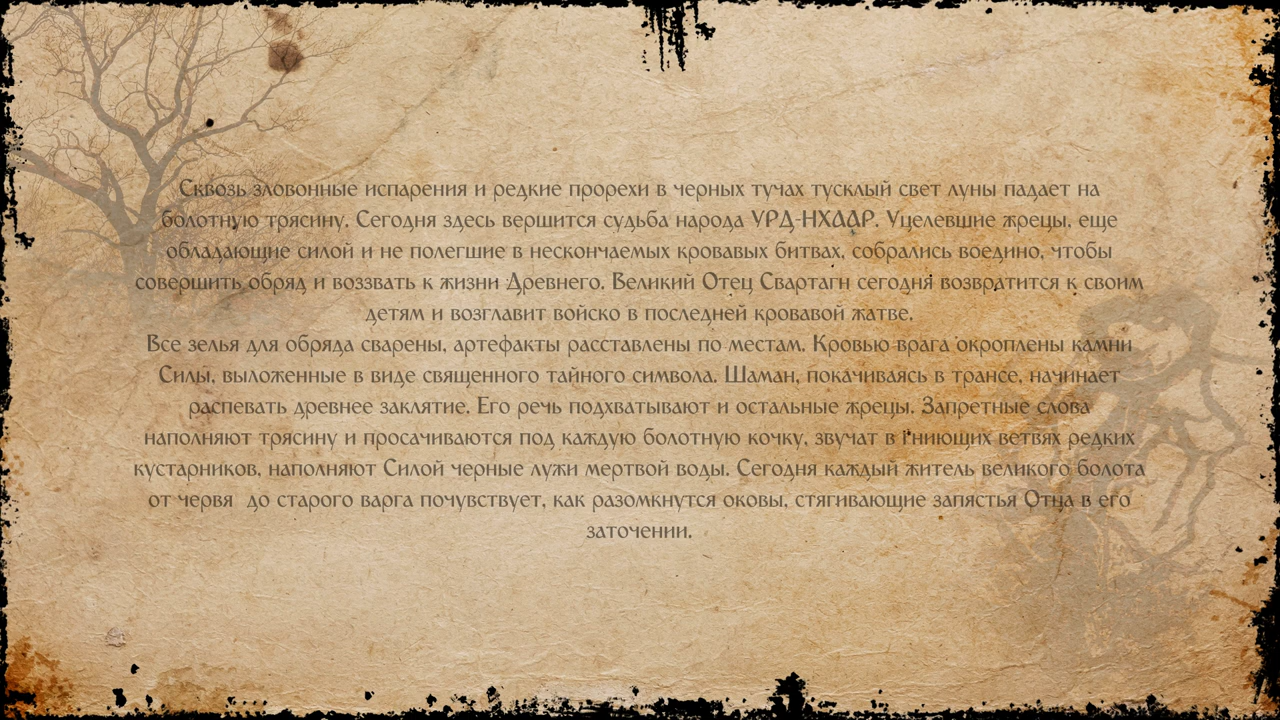 Сквозь зловонные испарения и редкие прорехи в черных тучах тусклый свет луны падает на
болотную трясину. Сегодня здесь вершится судьба народа УРД-НХААР. Уцелевшие жрецы, еще
обладающие силой и не полегшие в нескончаемых кровавых битвах, собрались воедино, чтобы
совершить обряд и воззвать к жизни Древнего. Великий Отец Свартагн сегодня возвратится к своим
детям и возглавит войско в последней кровавой жатве.
Все зелья для обряда сварены, артефакты расставлены по местам. Кровью врага окроплены камни
Силы, выложенные в виде священного тайного символа. Шаман, покачиваясь в трансе, начинает
распевать древнее заклятие. Его речь подхватывают и остальные жрецы. Запретные слова
наполняют трясину и просачиваются под каждую болотную кочку, звучат в гниющих ветвях редких
кустарников, наполняют Силой черные лужи мертвой воды. Сегодня каждый житель великого болота
от червя  до старого варга почувствует, как разомкнутся оковы, стягивающие запястья Отца в его
заточении.